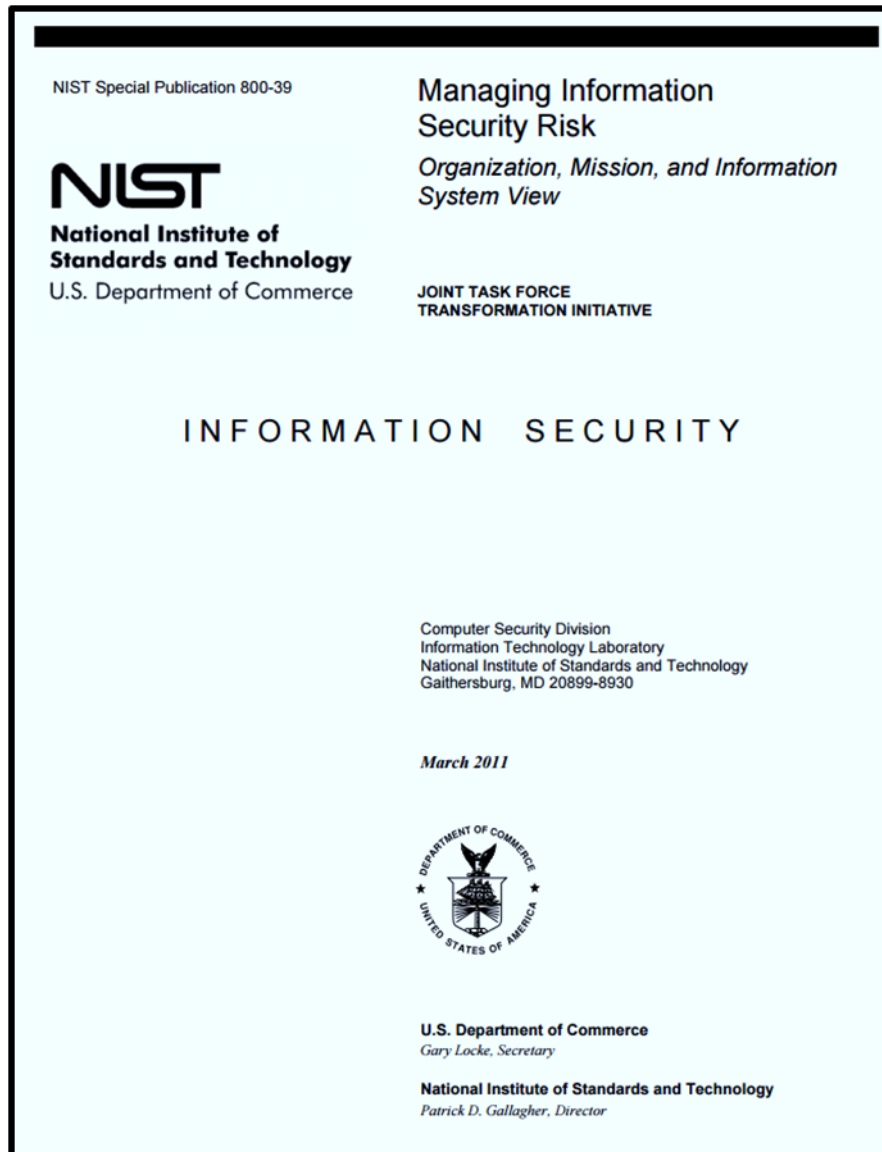 NIST Special Publication 800-39
Managing Information
Security Risk
Organization, Mission, and Information
System View
NIST
National Institute of
Standards and Technology
U.S. Department of Commerce
JOINT TASK FORCE
TRANSFORMATION INITIATIVE
INFORMATION SECURITY
Computer Security Division
Information Technology Laboratory
National Institute of Standards and Technology
Gaithersburg, MD 20899-8930
March 2011
DEPARTMENT OF COMMERCE
UNITED STATES OF AMERICA
U.S. Department of Commerce
Gary Locke, Secretary
National Institute of Standards and Technology
Patrick D. Gallagher, Director